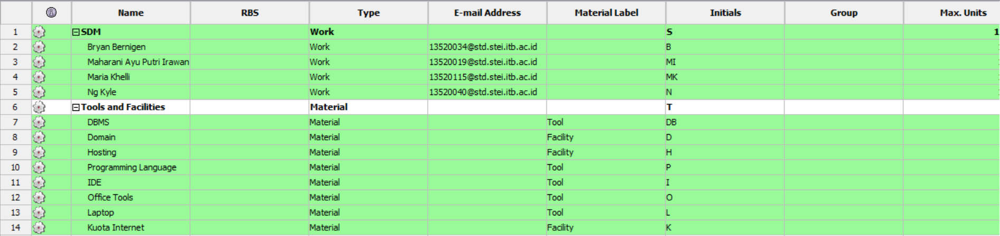 Name RBS Type E-mail Address Material Label Initials Group Max. Units
1 SDM Work S 1
2 Bryan Bernigen Work 13520034@std.stei.itb.ac.id B
3 Maharani Ayu Putri Irawan Work 13520019@std.stei.itb.ac.id MI
4 Maria Khelli Work 13520115@std.stei.itb.ac.id MK
5 Ng Kyle Work 13520040@std.stei.itb.ac.id N
6 Tools and Facilities Material T
7 DBMS Material Tool DB
8 Domain Material Facility D
9 Hosting Material Facility H
10 Programming Language Material Tool P
11 IDE Material Tool I
12 Office Tools Material Tool O
13 Laptop Material Tool L
14 Kuota Internet Material Facility K